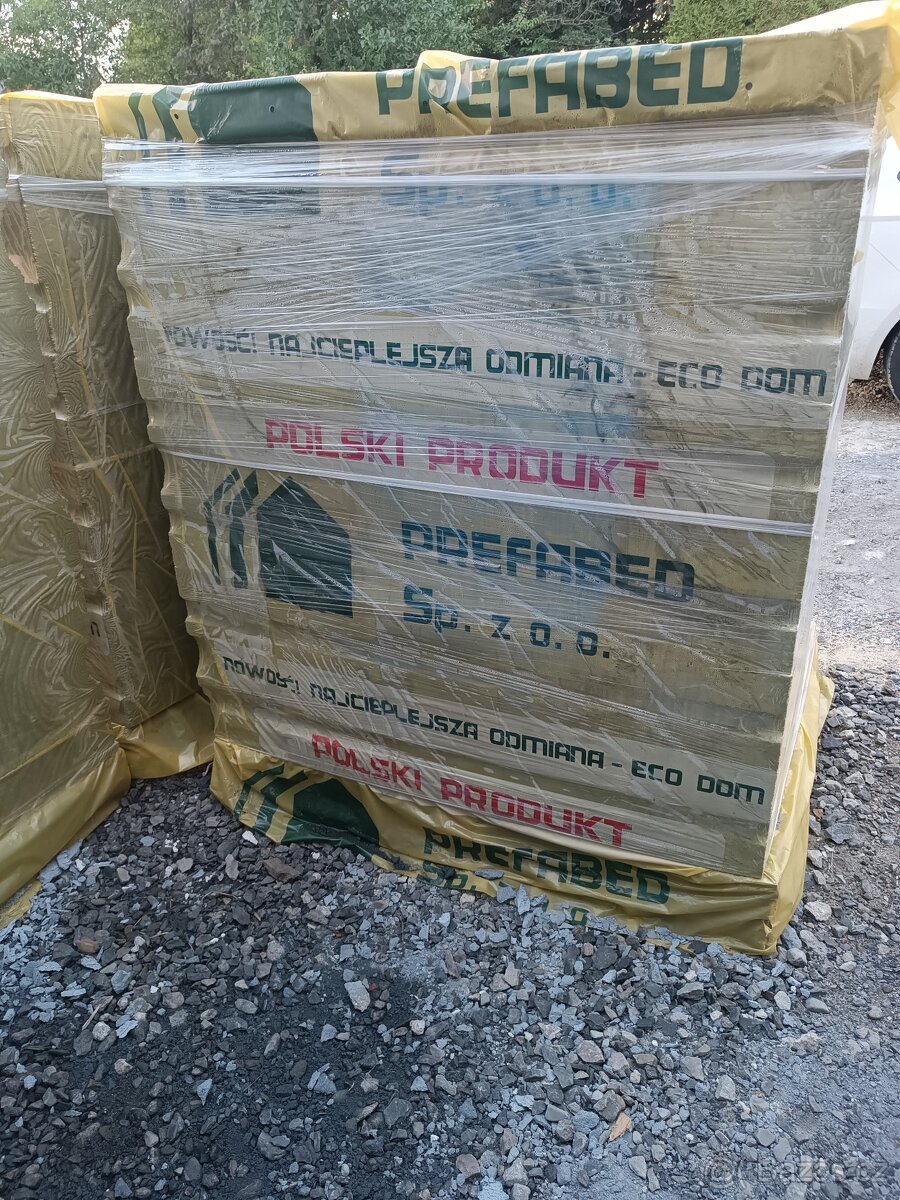 PREFABED
Sp. z o.o.
NOWOŚĆ! NAJCIEPLEJSZA ODMIANA - ECO DOM
POLSKI PRODUKT
PREFABED
Sp. z o.o.
NOWOŚĆ! NAJCIEPLEJSZA ODMIANA - ECO DOM
POLSKI PRODUKT
PREFABED
Sp. z o.o.